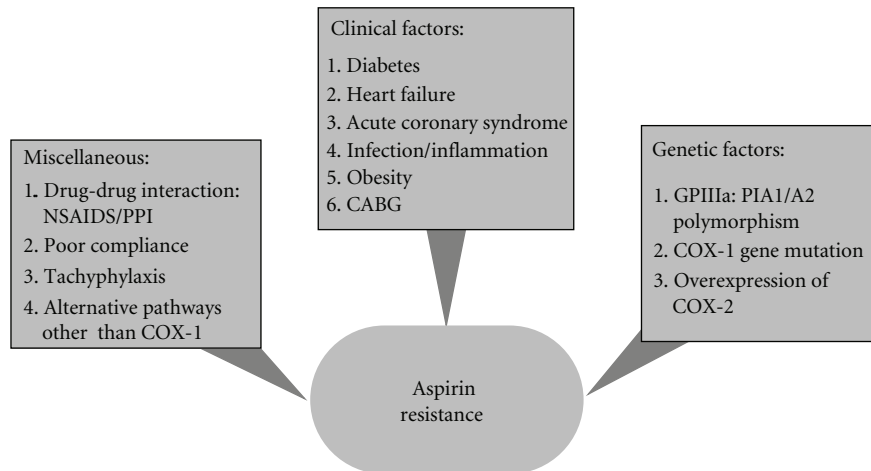 Clinical factors:
1. Diabetes
2. Heart failure
3. Acute coronary syndrome
4. Infection/inflammation
5. Obesity
6. CABG
Miscellaneous:
1. Drug-drug interaction:
NSAIDS/PPI
2. Poor compliance
3. Tachyphylaxis
4. Alternative pathways
other than COX-1
Genetic factors:
1. GPIIIa: PIA1/A2
polymorphism
2. COX-1 gene mutation
3. Overexpression of
COX-2
Aspirin
resistance